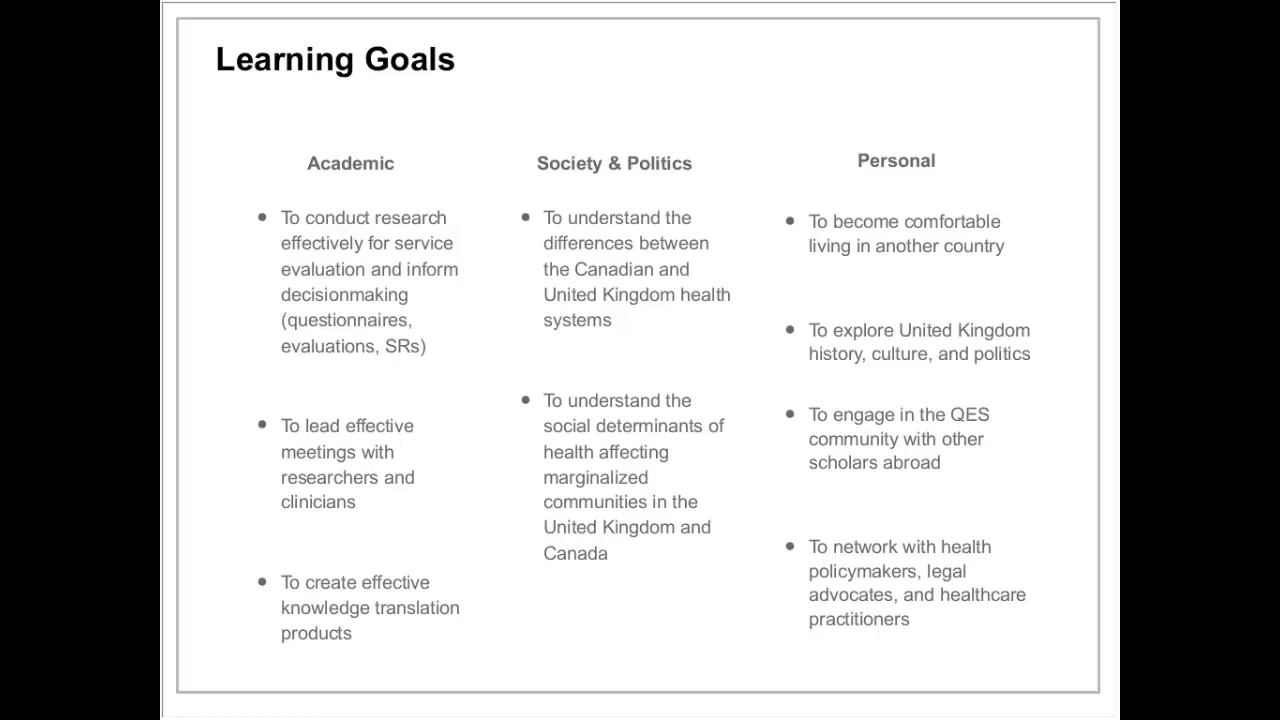 Learning Goals
Academic
To conduct research
effectively for service
evaluation and inform
decisionmaking
(questionnaires,
evaluations, SRs)
To lead effective
meetings with
researchers and
clinicians
To create effective
knowledge translation
products
Society & Politics
To understand the
differences between
the Canadian and
United Kingdom health
systems
To understand the
social determinants of
health affecting
marginalized
communities in the
United Kingdom and
Canada
Personal
To become comfortable
living in another country
To explore United Kingdom
history, culture, and politics
To engage in the QES
community with other
scholars abroad
To network with health
policymakers, legal
advocates, and healthcare
practitioners